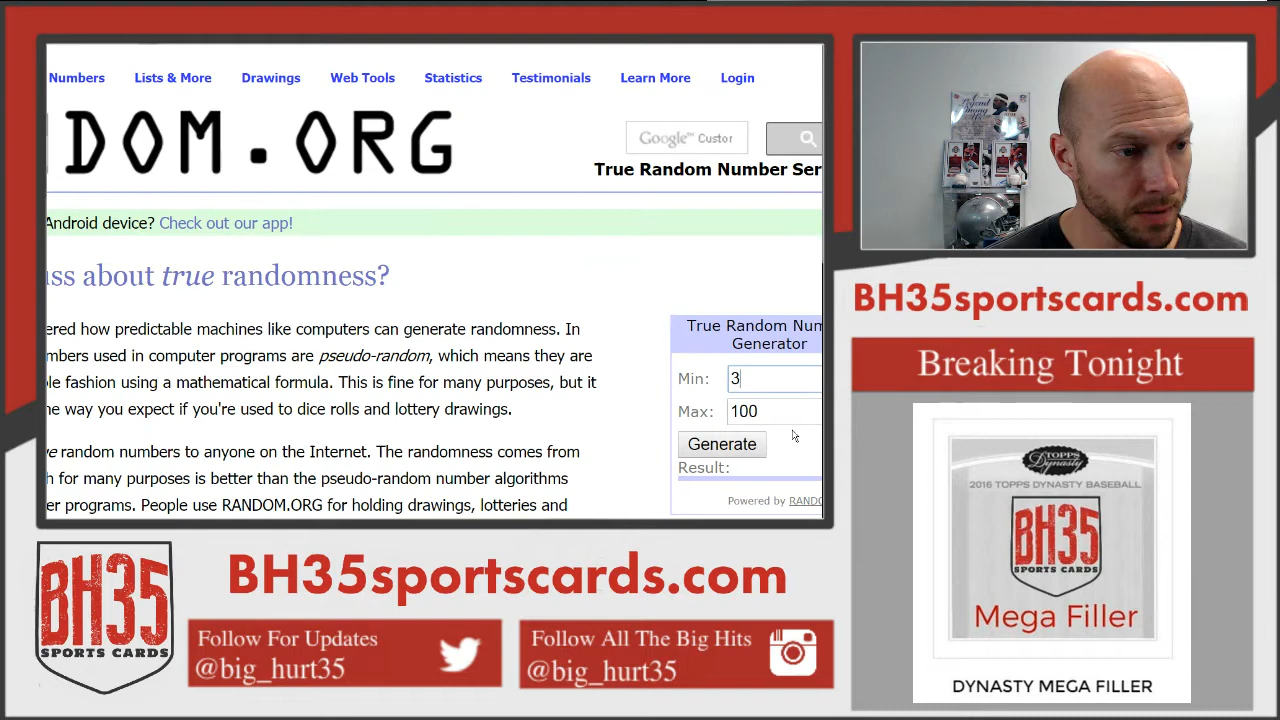 Numbers Lists & More Drawings Web Tools Statistics Testimonials Learn More Login
DOM.ORG
Google™ Custor
True Random Number Ser
Android device? Check out our app!
ss about true randomness?
ered how predictable machines like computers can generate randomness. In
mbers used in computer programs are pseudo-random, which means they are
le fashion using a mathematical formula. This is fine for many purposes, but it
he way you expect if you're used to dice rolls and lottery drawings.
random numbers to anyone on the Internet. The randomness comes from
h for many purposes is better than the pseudo-random number algorithms
er programs. People use RANDOM.ORG for holding drawings, lotteries and
True Random Num
Generator
Min: 3
Max: 100
Generate
Result:
Powered by RANDO
BH35sportscards.com
Breaking Tonight
TOPPS
Dynasty
2016 TOPPS DYNASTY BASEBALL
BH35
SPORTS CARDS
Mega Filler
DYNASTY MEGA FILLER
BH35
SPORTS CARDS
BH35sportscards.com
Follow For Updates
@big_hurt35
Follow All The Big Hits
@big_hurt35